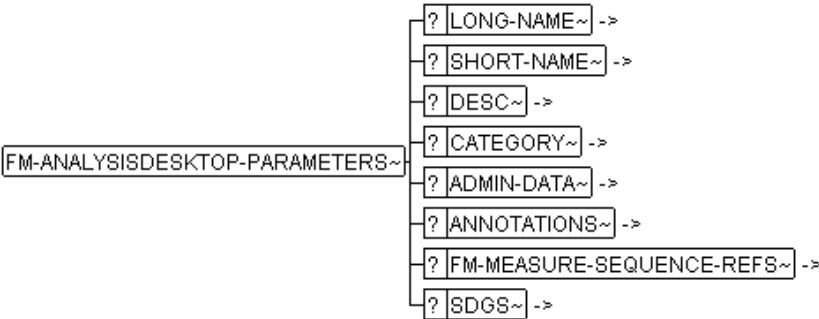 ? LONG-NAME~ ->
? SHORT-NAME~ ->
? DESC~ ->
? CATEGORY~ ->
FM-ANALYSISDESKTOP-PARAMETERS~
? ADMIN-DATA~ ->
? ANNOTATIONS~ ->
? FM-MEASURE-SEQUENCE-REFS~ ->
? SDGS~ ->